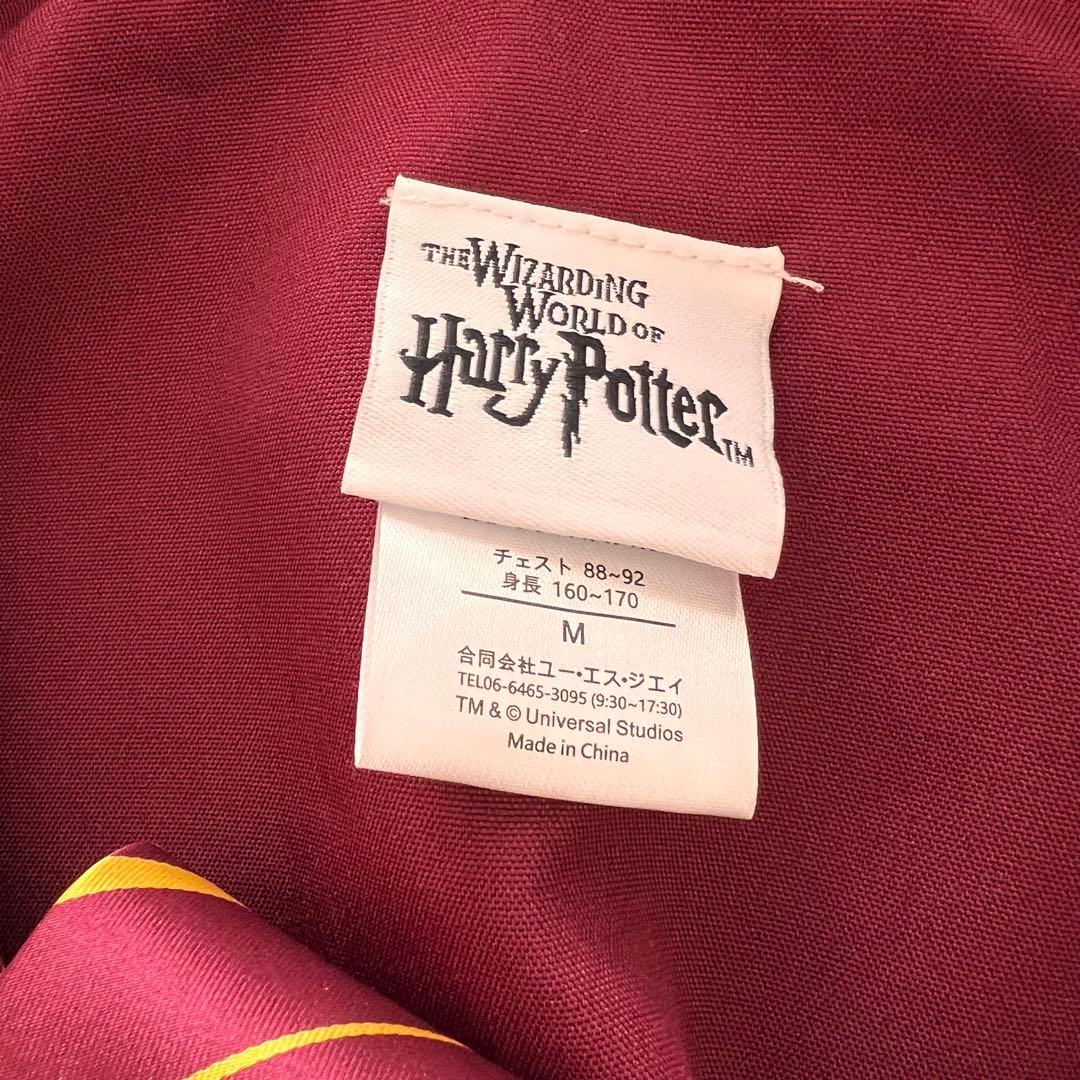 THE WIZARDING
WORLD OF
Harry Potter TM
チェスト 88~92
身長 160~170
M
合同会社ユー・エス・ジェイ
TEL06-6465-3095 (9:30~17:30)
TM & © Universal Studios
Made in China